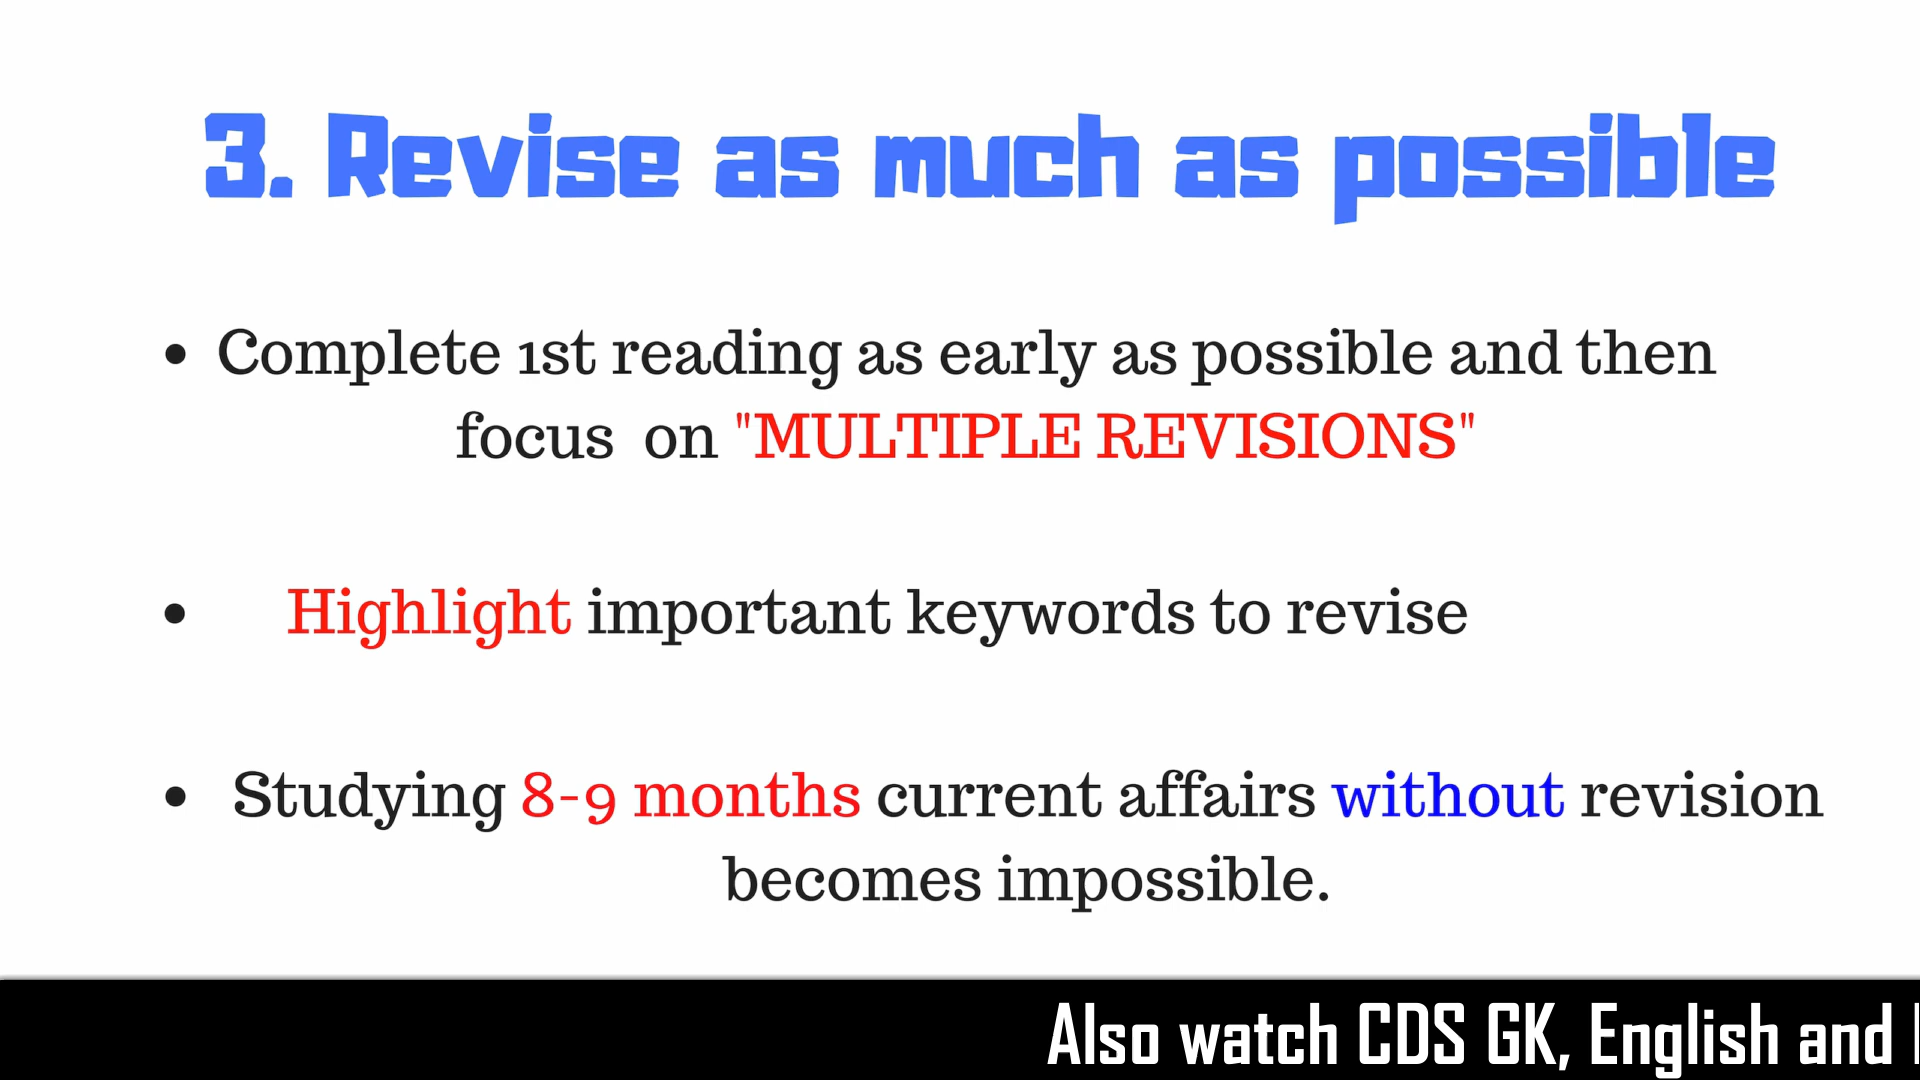 3. Revise as much as possible
• Complete 1st reading as early as possible and then
focus on "MULTIPLE REVISIONS"
• Highlight important keywords to revise
• Studying 8-9 months current affairs without revision
becomes impossible.
Also watch CDS GK, English and